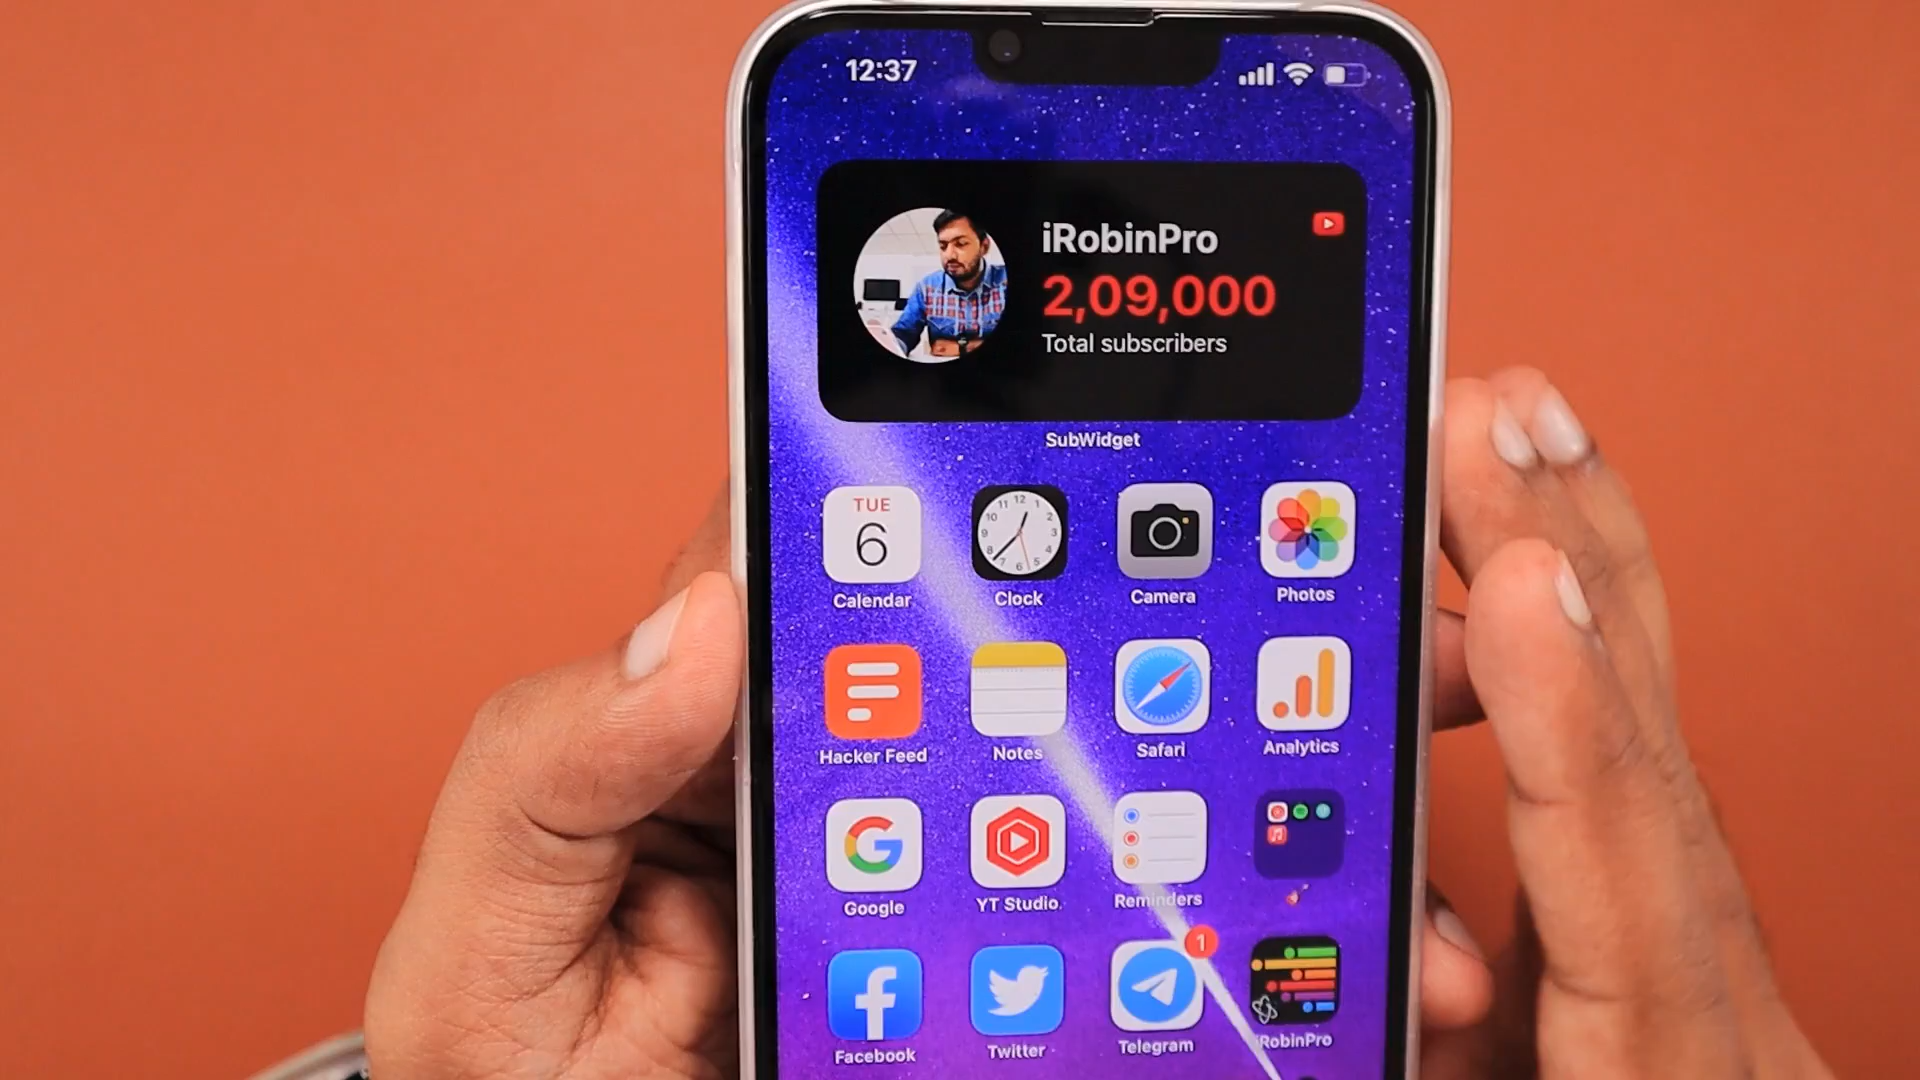 12:37
iRobinPro
2,09,000
Total subscribers
SubWidget
TUE
6
Calendar
Clock
Camera
Photos
Hacker Feed
Notes
Safari
Analytics
Google
YT Studio
Reminders
1
Facebook
Twitter
Telegram
iRobinPro